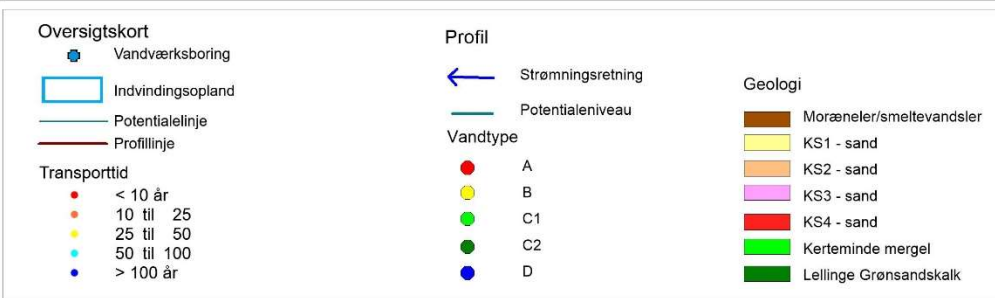 Oversigtskort
Vandværksboring
Indvindingsopland
Potentialelinje
Profillinje
Transporttid
< 10 år
10 til 25
25 til 50
50 til 100
> 100 år
Profil
Strømningsretning
Potentialeniveau
Vandtype
A
B
C1
C2
D
Geologi
Moræneler/smeltevandsler
KS1 - sand
KS2 - sand
KS3 - sand
KS4 - sand
Kerteminde mergel
Lellinge Grønsandskalk